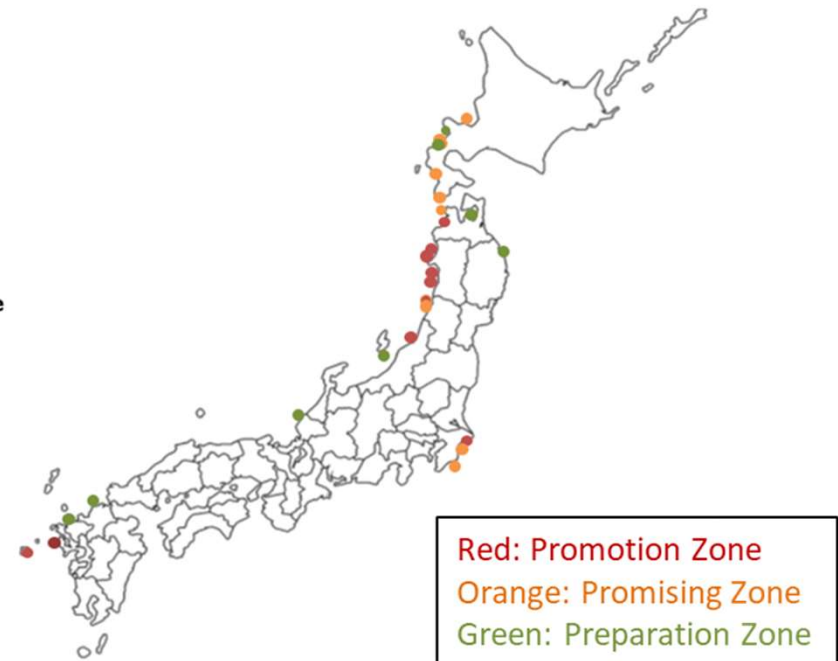 e
Red: Promotion Zone
Orange: Promising Zone
Green: Preparation Zone